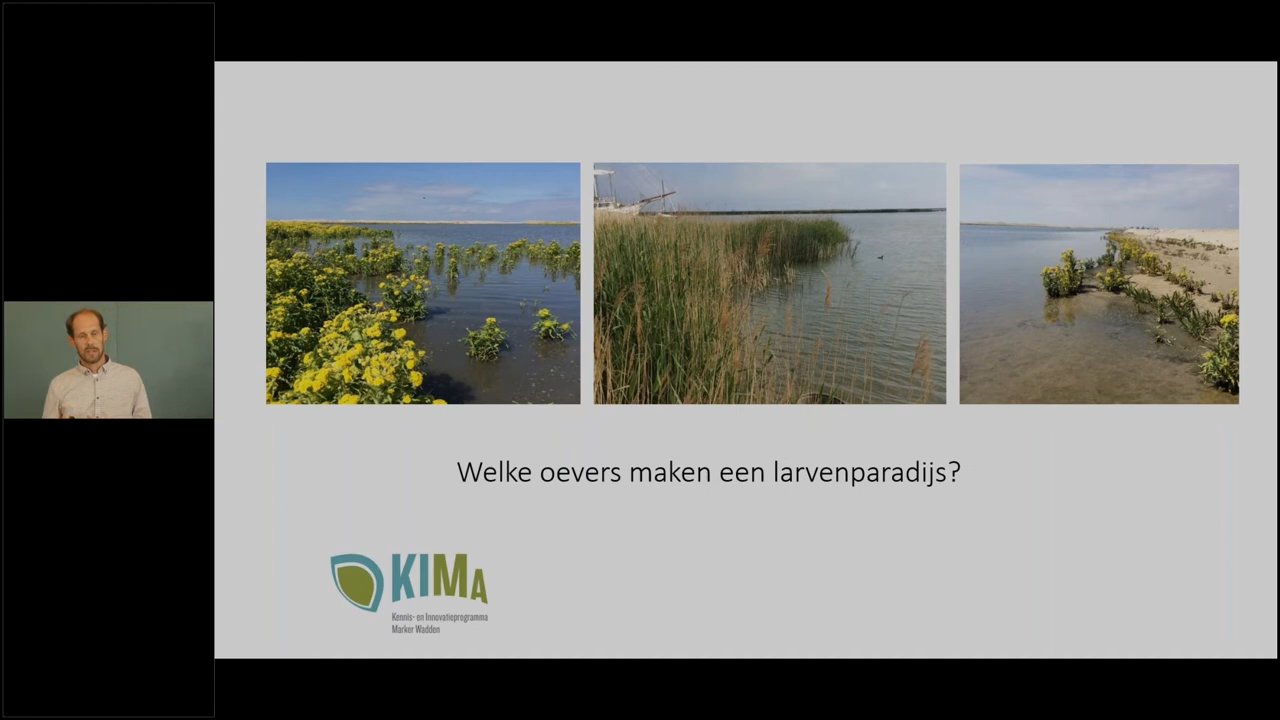 Welke oevers maken een larvenparadijs?
KIMA
Kennis- en Innovatieprogramma
Marker Wadden